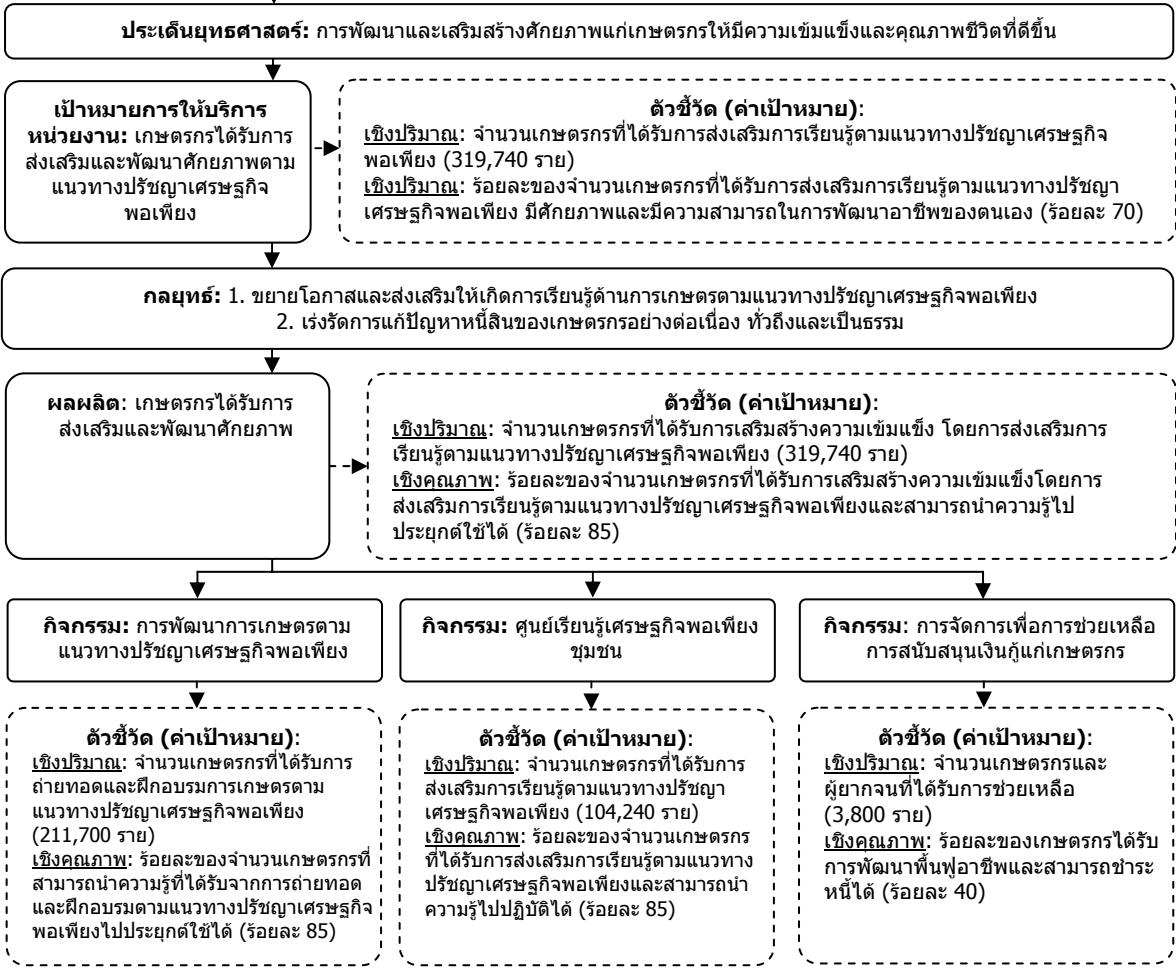 ประเด็นยุทธศาสตร์: การพัฒนาและเสริมสร้างศักยภาพแก่เกษตรกรให้มีความเข้มแข็งและคุณภาพชีวิตที่ดีขึ้น
เป้าหมายการให้บริการ
หน่วยงาน: เกษตรกรได้รับการ
ส่งเสริมและพัฒนาศักยภาพตาม
แนวทางปรัชญาเศรษฐกิจ
พอเพียง
ตัวชี้วัด (ค่าเป้าหมาย):
เชิงปริมาณ: จำนวนเกษตรกรที่ได้รับการส่งเสริมการเรียนรู้ตามแนวทางปรัชญาเศรษฐกิจ
พอเพียง (319,740 ราย)
เชิงปริมาณ: ร้อยละของจำนวนเกษตรกรที่ได้รับการส่งเสริมการเรียนรู้ตามแนวทางปรัชญา
เศรษฐกิจพอเพียง มีศักยภาพและมีความสามารถในการพัฒนาอาชีพของตนเอง (ร้อยละ 70)
กลยุทธ์: 1. ขยายโอกาสและส่งเสริมให้เกิดการเรียนรู้ด้านการเกษตรตามแนวทางปรัชญาเศรษฐกิจพอเพียง
2. เร่งรัดการแก้ปัญหาหนี้สินของเกษตรกรอย่างต่อเนื่อง ทั่วถึงและเป็นธรรม
ผลผลิต: เกษตรกรได้รับการ
ส่งเสริมและพัฒนาศักยภาพ
ตัวชี้วัด (ค่าเป้าหมาย):
เชิงปริมาณ: จำนวนเกษตรกรที่ได้รับการเสริมสร้างความเข้มแข็ง โดยการส่งเสริมการ
เรียนรู้ตามแนวทางปรัชญาเศรษฐกิจพอเพียง (319,740 ราย)
เชิงคุณภาพ: ร้อยละของจำนวนเกษตรกรที่ได้รับการเสริมสร้างความเข้มแข็งโดยการ
ส่งเสริมการเรียนรู้ตามแนวทางปรัชญาเศรษฐกิจพอเพียงและสามารถนำความรู้ไป
ประยุกต์ใช้ได้ (ร้อยละ 85)
กิจกรรม: การพัฒนาการเกษตรตาม
แนวทางปรัชญาเศรษฐกิจพอเพียง
ตัวชี้วัด (ค่าเป้าหมาย):
เชิงปริมาณ: จำนวนเกษตรกรที่ได้รับการ
ถ่ายทอดและฝึกอบรมการเกษตรตาม
แนวทางปรัชญาเศรษฐกิจพอเพียง
(211,700 ราย)
เชิงคุณภาพ: ร้อยละของจำนวนเกษตรกรที่
สามารถนำความรู้ที่ได้รับจากการถ่ายทอด
และฝึกอบรมตามแนวทางปรัชญาเศรษฐกิจ
พอเพียงไปประยุกต์ใช้ได้ (ร้อยละ 85)
กิจกรรม: ศูนย์เรียนรู้เศรษฐกิจพอเพียง
ชุมชน
ตัวชี้วัด (ค่าเป้าหมาย):
เชิงปริมาณ: จำนวนเกษตรกรที่ได้รับการ
ส่งเสริมการเรียนรู้ตามแนวทางปรัชญา
เศรษฐกิจพอเพียง (104,240 ราย)
เชิงคุณภาพ: ร้อยละของจำนวนเกษตรกร
ที่ได้รับการส่งเสริมการเรียนรู้ตามแนวทาง
ปรัชญาเศรษฐกิจพอเพียงและสามารถนำ
ความรู้ไปปฏิบัติได้ (ร้อยละ 85)
กิจกรรม: การจัดการเพื่อการช่วยเหลือ
การสนับสนุนเงินกู้แก่เกษตรกร
ตัวชี้วัด (ค่าเป้าหมาย):
เชิงปริมาณ: จำนวนเกษตรกรและ
ผู้ยากจนที่ได้รับการช่วยเหลือ
(3,800 ราย)
เชิงคุณภาพ: ร้อยละของเกษตรกรได้รับ
การพัฒนาพื้นฟูอาชีพและสามารถชำระ
หนี้ได้ (ร้อยละ 40)